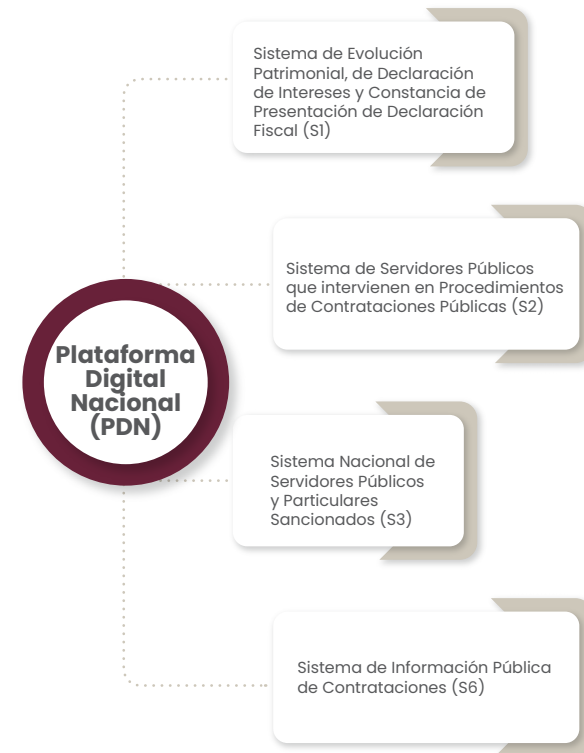 Sistema de Evolución
Patrimonial, de Declaración
de Intereses y Constancia de
Presentación de Declaración
Fiscal (S1)
Sistema de Servidores Públicos
que intervienen en Procedimientos
de Contrataciones Públicas (S2)
Plataforma
Digital
Nacional
(PDN)
Sistema Nacional de
Servidores Públicos
y Particulares
Sancionados (S3)
Sistema de Información Pública
de Contrataciones (S6)